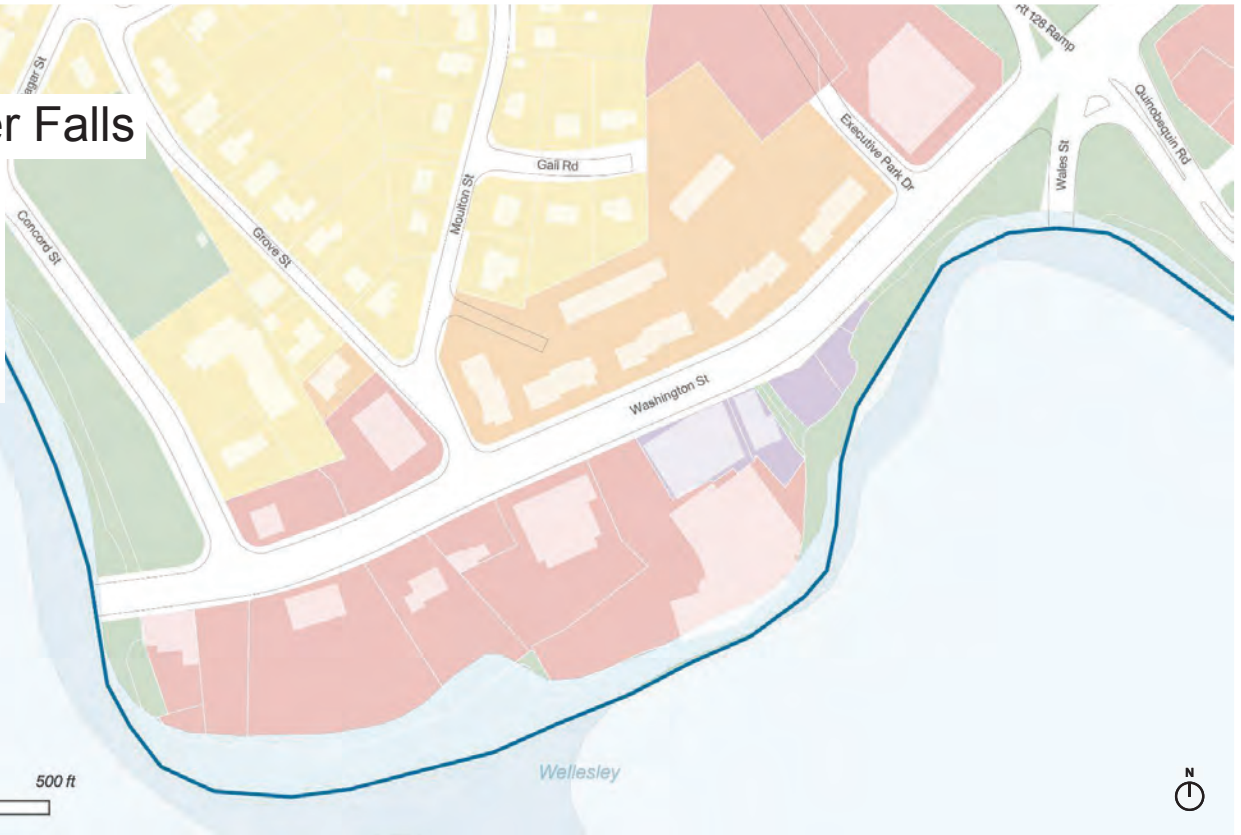 Rt 128 Ramp
er Falls
Quinobequin Rd
Executive Park Dr
Gail Rd
Wales St
Moulton St
Concord St
Grove St
Washington St
Wellesley
500 ft
N